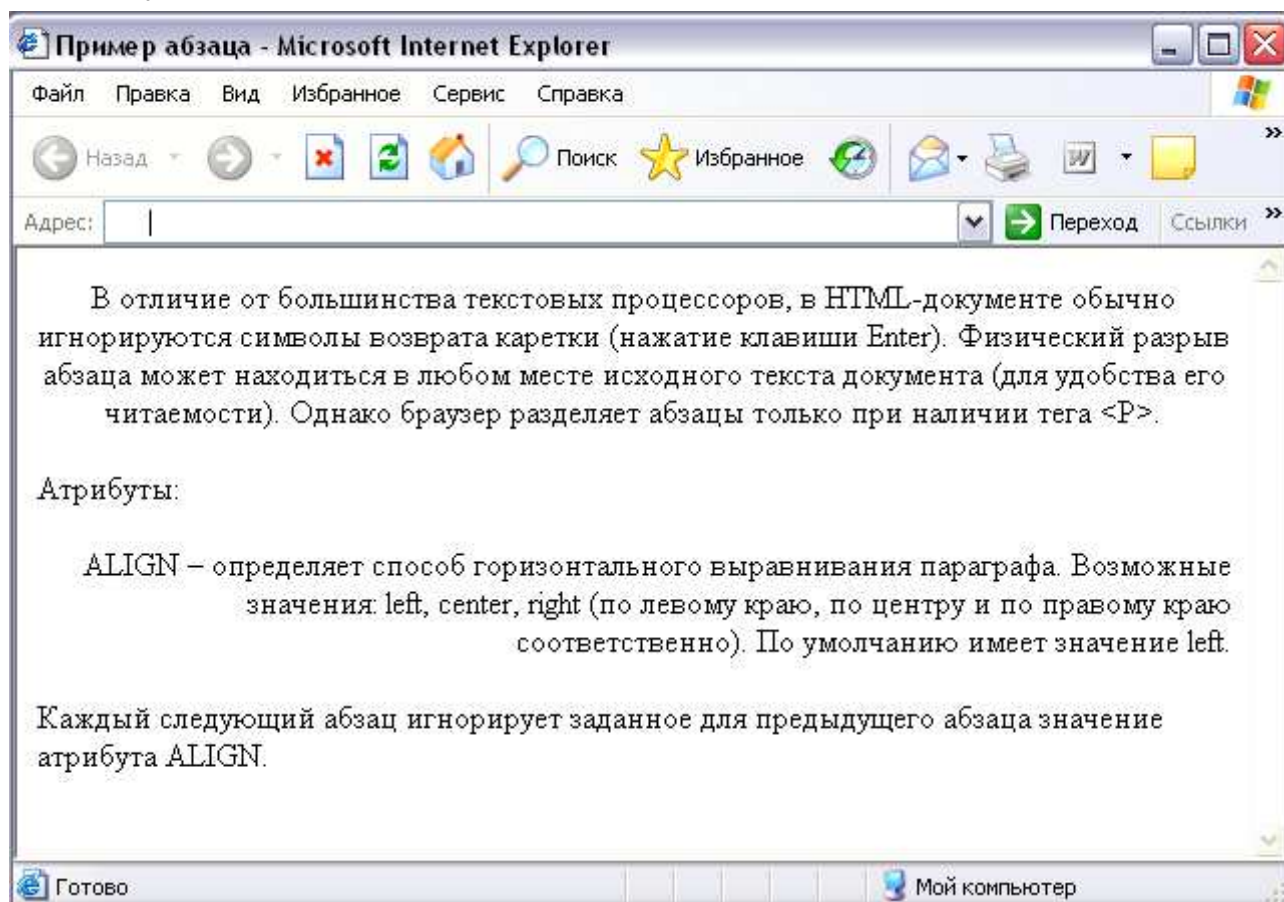 Пример абзаца - Microsoft Internet Explorer
Файл Правка Вид Избранное Сервис Справка
Назад Поиск Избранное »
Адрес: Переход Ссылки »
В отличие от большинства текстовых процессоров, в HTML-документе обычно
игнорируются символы возврата каретки (нажатие клавиши Enter). Физический разрыв
абзаца может находиться в любом месте исходного текста документа (для удобства его
читаемости). Однако браузер разделяет абзацы только при наличии тега <P>.
Атрибуты:
ALIGN – определяет способ горизонтального выравнивания параграфа. Возможные
значения: left, center, right (по левому краю, по центру и по правому краю
соответственно). По умолчанию имеет значение left.
Каждый следующий абзац игнорирует заданное для предыдущего абзаца значение
атрибута ALIGN.
Готово Мой компьютер